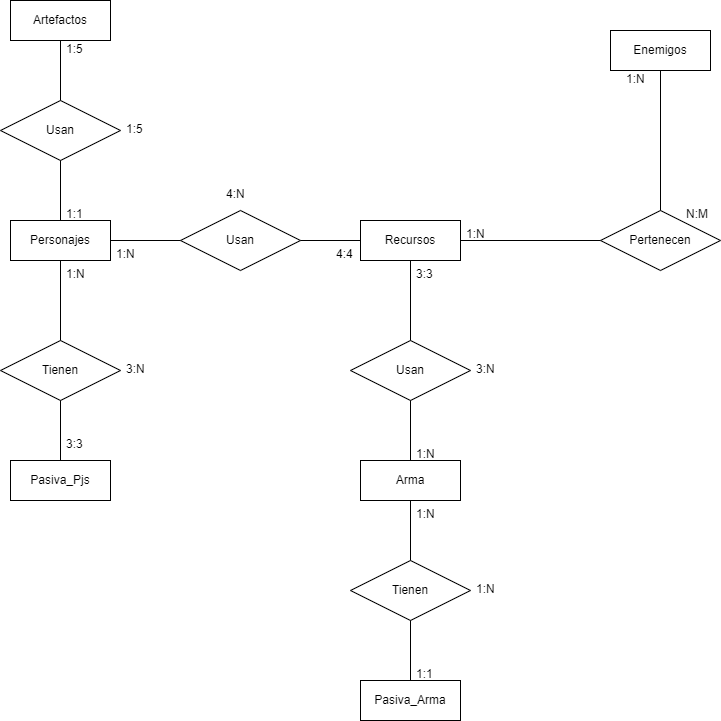 Artefactos
1:5
Enemigos
1:N
Usan
1:5
4:N
1:1
N:M
Personajes
1:N
Usan
4:4
Recursos
1:N
Pertenecen
1:N
3:3
Tienen
3:N
Usan
3:N
3:3
1:N
Pasiva_Pjs
Arma
1:N
Tienen
1:N
1:1
Pasiva_Arma